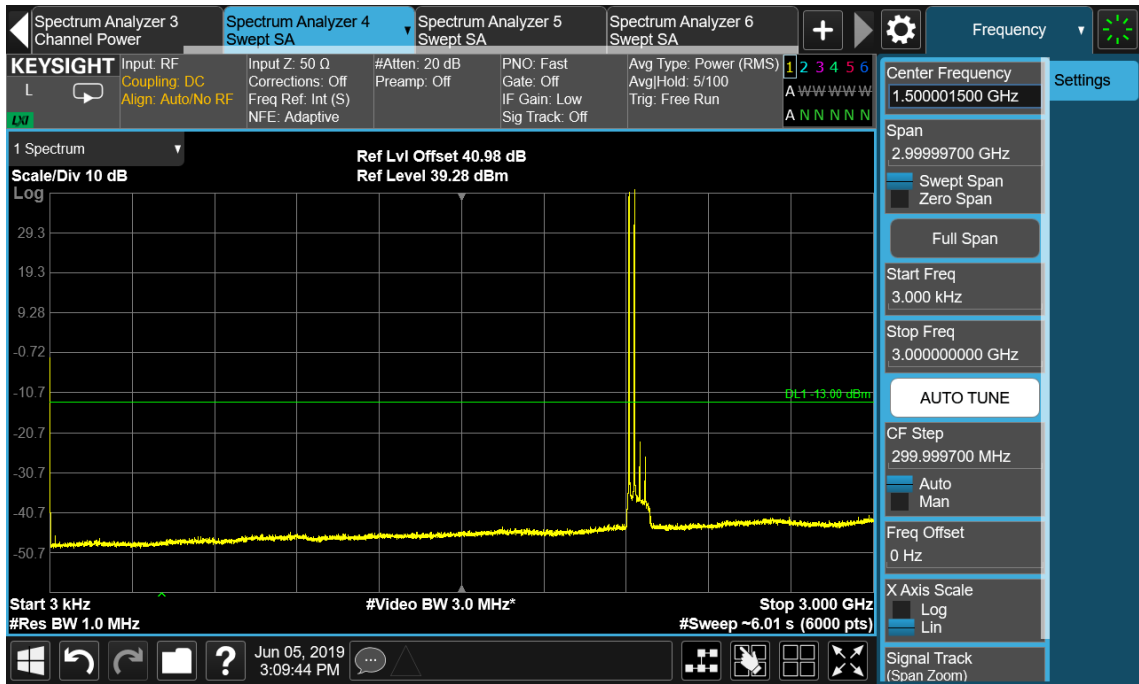 Spectrum Analyzer 3
Channel Power
Spectrum Analyzer 4
Swept SA
Spectrum Analyzer 5
Swept SA
Spectrum Analyzer 6
Swept SA
+
Frequency
KEYSIGHT
L
LXI
Input: RF
Coupling: DC
Align: Auto/No RF
Input Z: 50 Ω
Corrections: Off
Freq Ref: Int (S)
NFE: Adaptive
#Atten: 20 dB
Preamp: Off
PNO: Fast
Gate: Off
IF Gain: Low
Sig Track: Off
Avg Type: Power (RMS)
Avg|Hold: 5/100
Trig: Free Run
1 2 3 4 5 6
A W W W W W
A N N N N N
1 Spectrum
Scale/Div 10 dB
Ref Lvl Offset 40.98 dB
Ref Level 39.28 dBm
Log
29.3
19.3
9.28
-0.72
-10.7
-20.7
-30.7
-40.7
-50.7
DL1 -13.00 dBm
Start 3 kHz
#Res BW 1.0 MHz
#Video BW 3.0 MHz*
Stop 3.000 GHz
#Sweep ~6.01 s (6000 pts)
Center Frequency
1.500001500 GHz
Span
2.99999700 GHz
Swept Span
Zero Span
Full Span
Start Freq
3.000 kHz
Stop Freq
3.000000000 GHz
AUTO TUNE
CF Step
299.999700 MHz
Auto
Man
Freq Offset
0 Hz
X Axis Scale
Log
Lin
Signal Track
(Span Zoom)
Settings
?
Jun 05, 2019
3:09:44 PM